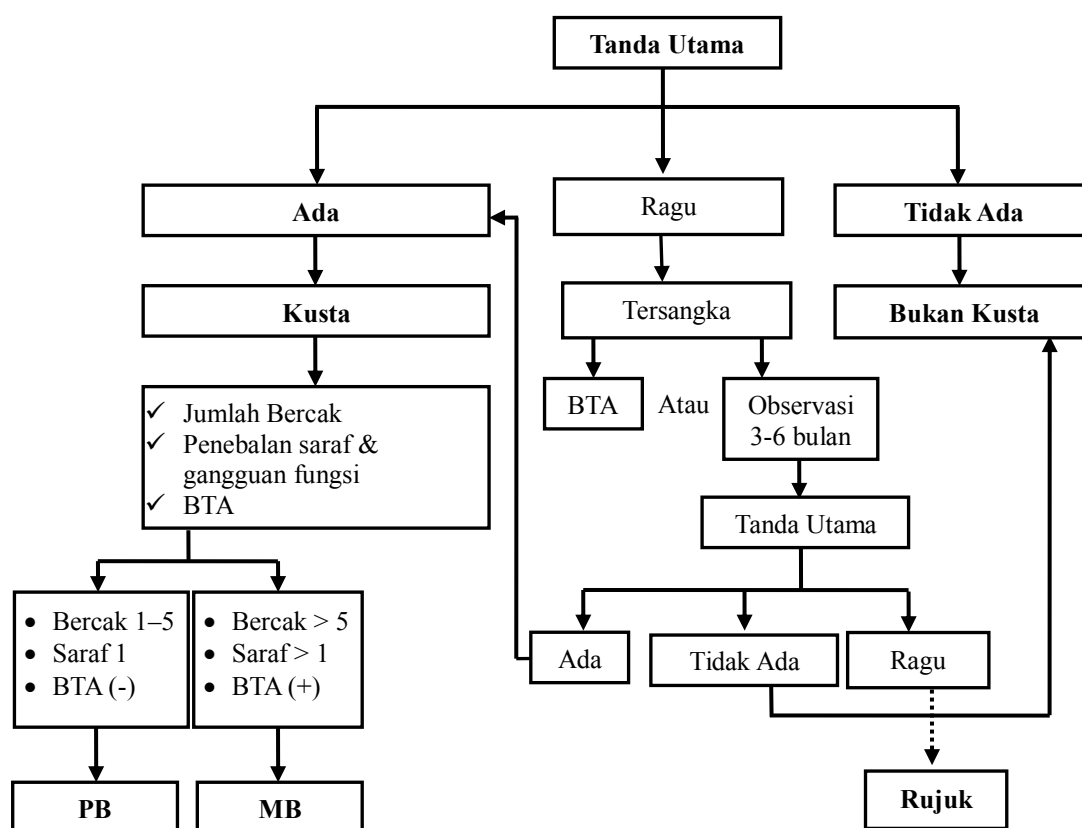 Tanda Utama
Ada
Ragu
Tidak Ada
Kusta
Tersangka
Bukan Kusta
✓ Jumlah Bercak
✓ Penebalan saraf &
gangguan fungsi
✓ BTA
BTA
Atau
Observasi
3-6 bulan
Tanda Utama
• Bercak 1–5
• Saraf 1
• BTA (-)
• Bercak > 5
• Saraf > 1
• BTA (+)
Ada
Tidak Ada
Ragu
PB
MB
Rujuk